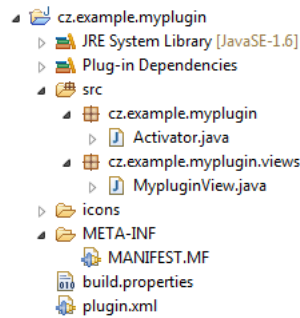 cz.example.myplugin
JRE System Library [JavaSE-1.6]
Plug-in Dependencies
src
cz.example.myplugin
Activator.java
cz.example.myplugin.views
MypluginView.java
icons
META-INF
MANIFEST.MF
build.properties
plugin.xml